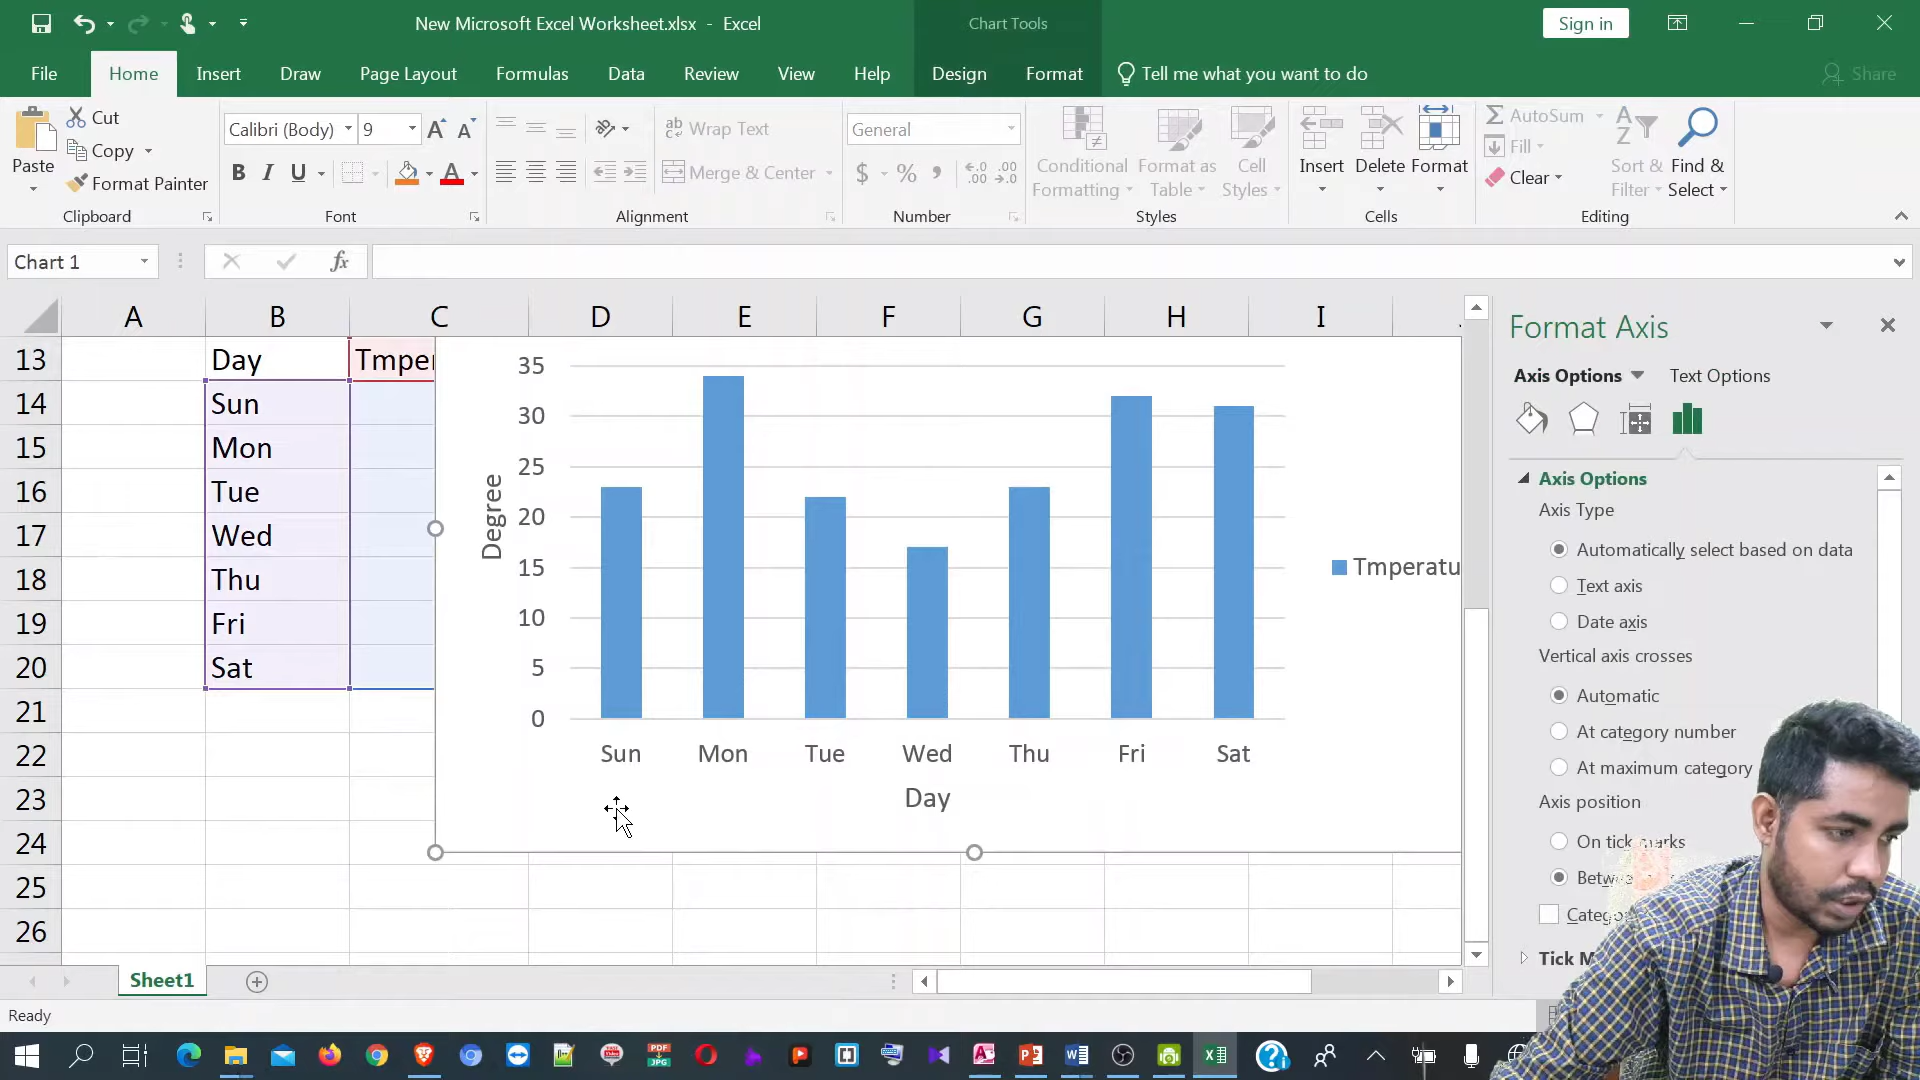 New Microsoft Excel Worksheet.xlsx - Excel
Chart Tools
Sign in
File Home Insert Draw Page Layout Formulas Data Review View Help Design Format Tell me what you want to do Share
Paste
Cut
Copy
Format Painter
Clipboard
Calibri (Body) 9
A A
B I U A
Font
ab Wrap Text
Merge & Center
Alignment
General
$ % ,
Number
Conditional Formatting
Format as Table
Cell Styles
Styles
Insert Delete Format
Cells
AutoSum
Fill
Clear
Sort & Filter
Find & Select
Editing
Chart 1
fx
A B C D E F G H I
13 Day Tmper
14 Sun
15 Mon
16 Tue
17 Wed
18 Thu
19 Fri
20 Sat
21
22
23
24
25
26
35
30
25
20
15
10
5
0
Degree
Sun Mon Tue Wed Thu Fri Sat
Day
Tmperatu
Format Axis
Axis Options Text Options
Axis Options
Axis Type
Automatically select based on data
Text axis
Date axis
Vertical axis crosses
Automatic
At category number
At maximum category
Axis position
On tick marks
Sheet1
Ready